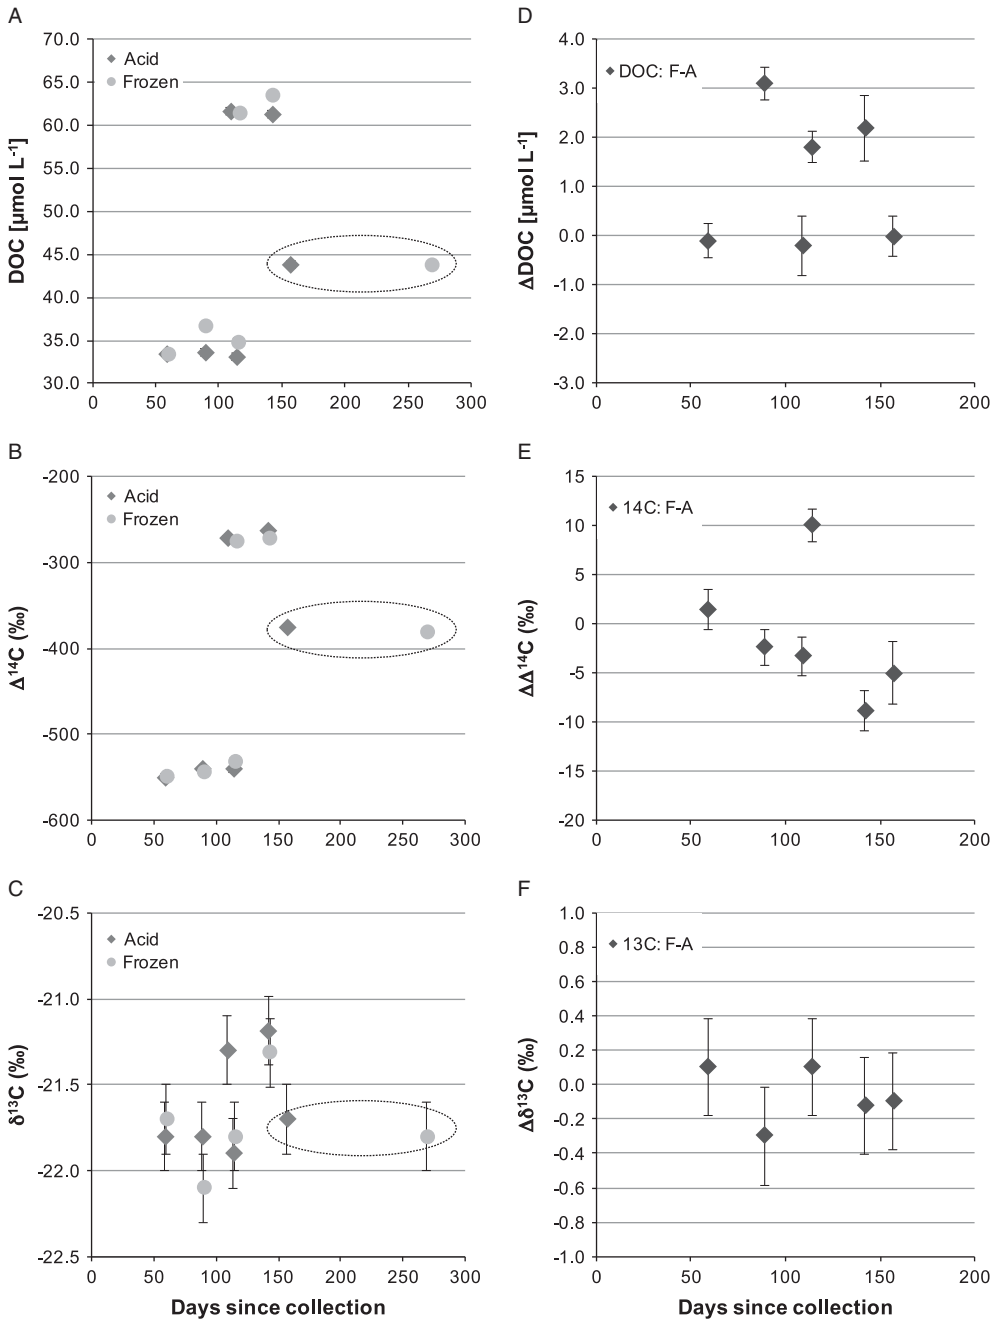 A
70.0
65.0
60.0
55.0
50.0
45.0
40.0
35.0
30.0
DOC [µmol L⁻¹]
Acid
Frozen
0 50 100 150 200 250 300
D
4.0
3.0
2.0
1.0
0.0
-1.0
-2.0
-3.0
ΔDOC [µmol L⁻¹]
DOC: F-A
0 50 100 150 200
B
-200
-300
-400
-500
-600
Δ¹⁴C (‰)
Acid
Frozen
0 50 100 150 200 250 300
E
15
10
5
0
-5
-10
-15
-20
ΔΔ¹⁴C (‰)
14C: F-A
0 50 100 150 200
C
-20.5
-21.0
-21.5
-22.0
-22.5
δ¹³C (‰)
Acid
Frozen
0 50 100 150 200 250 300
Days since collection
F
1.0
0.8
0.6
0.4
0.2
0.0
-0.2
-0.4
-0.6
-0.8
-1.0
Δδ¹³C (‰)
13C: F-A
0 50 100 150 200
Days since collection